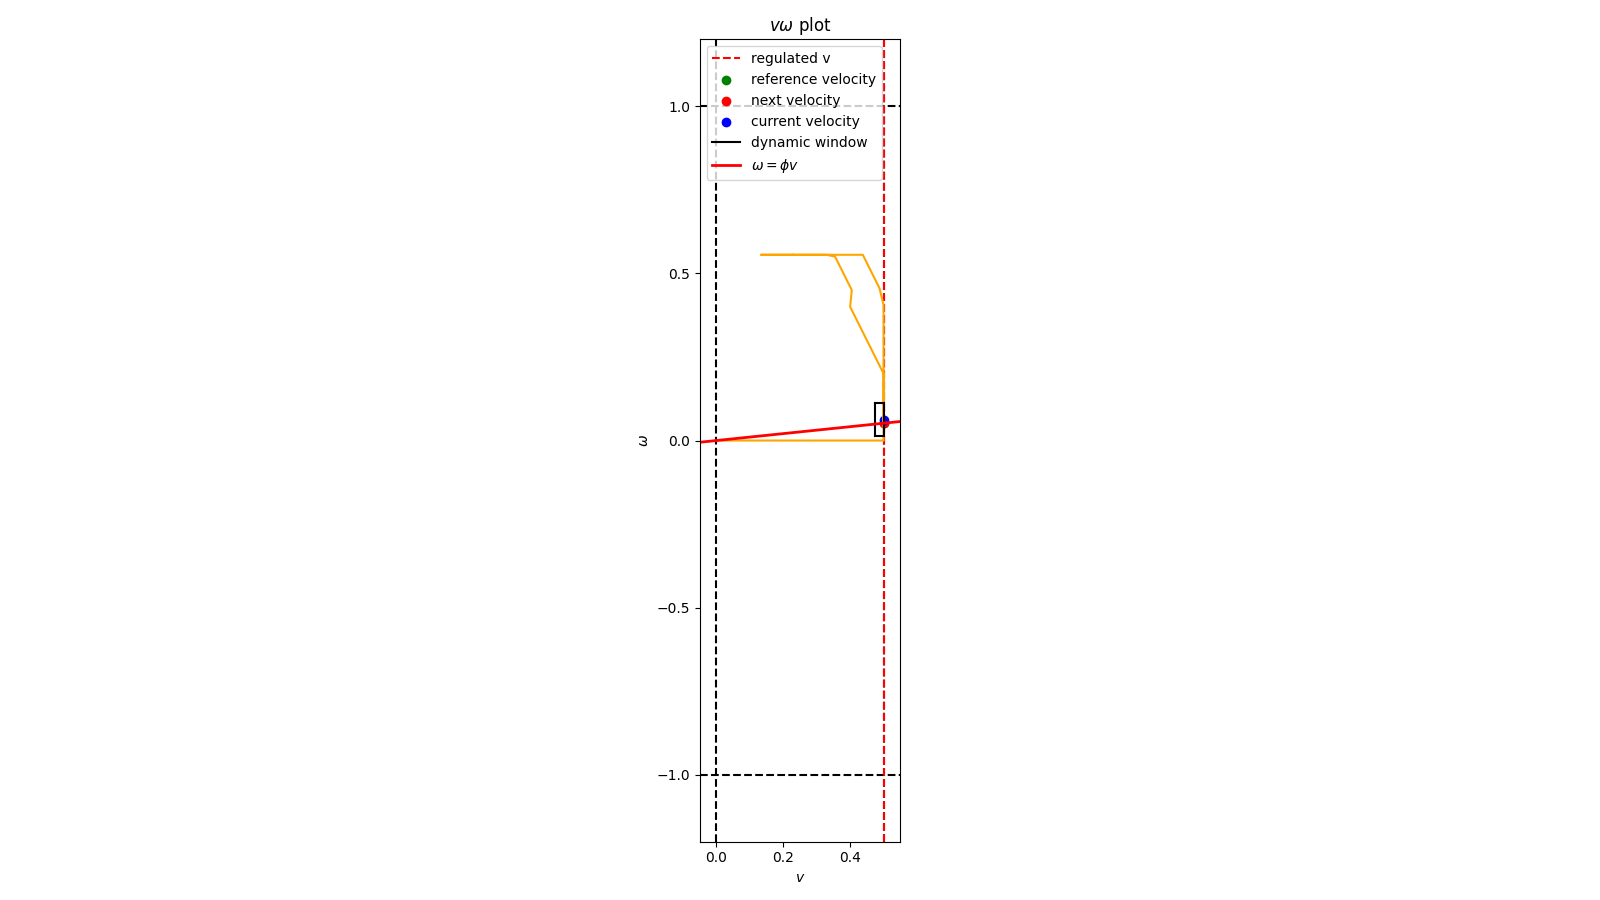 vω plot
regulated v
reference velocity
next velocity
current velocity
dynamic window
ω = ϕv
1.0
0.5
0.0
−0.5
−1.0
ω
0.0 0.2 0.4
v